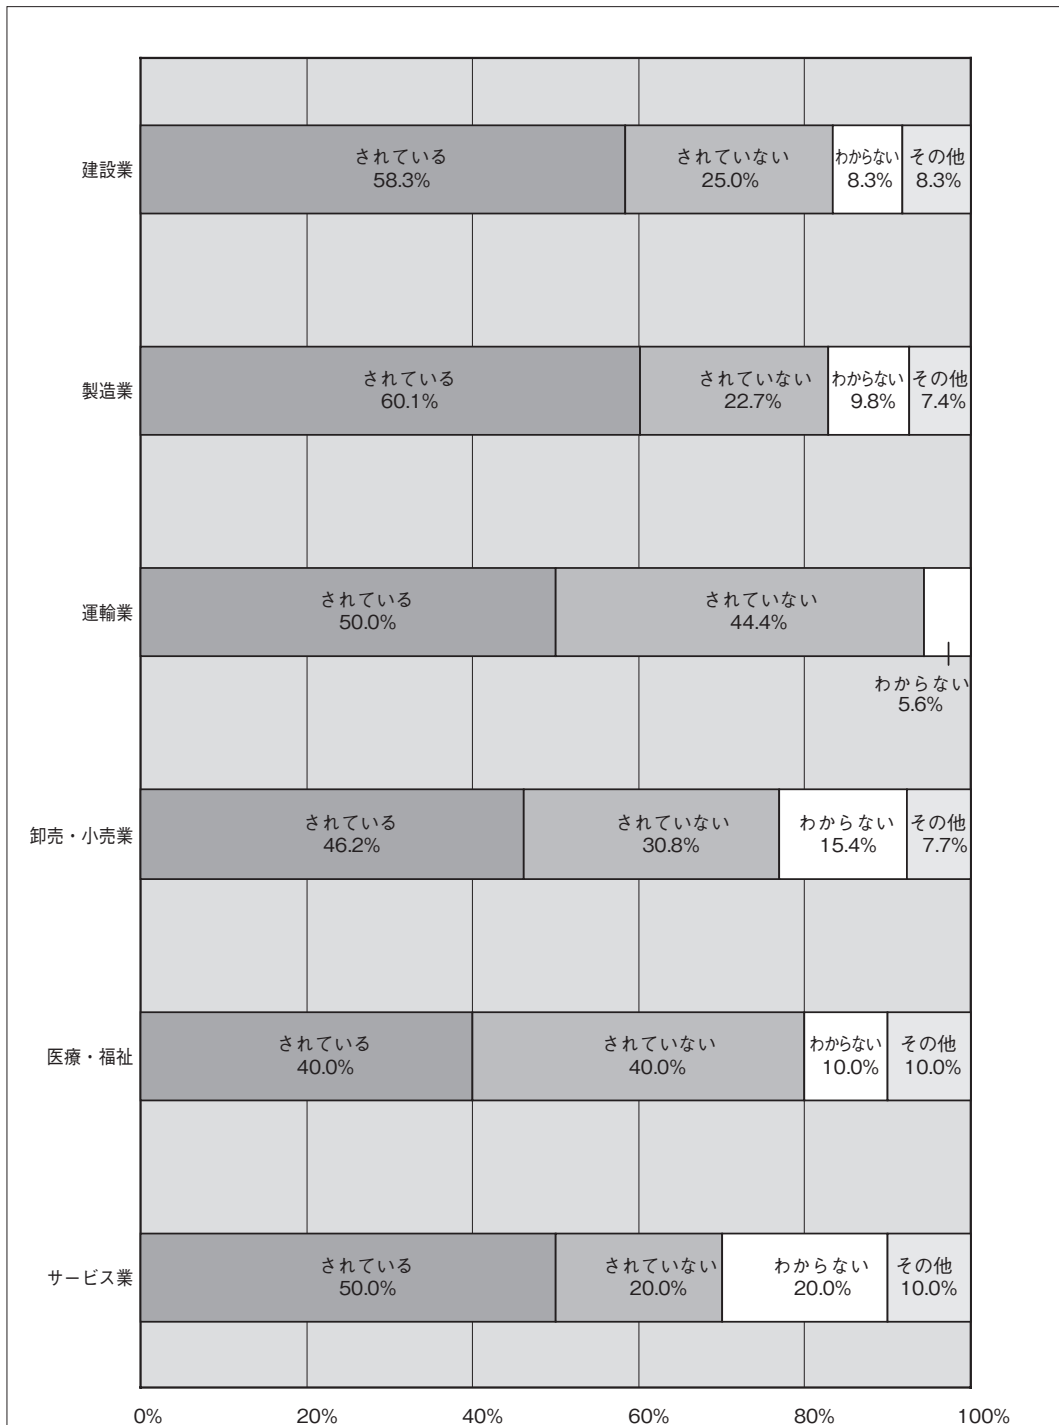 建設業
されている
58.3%
されていない
25.0%
わからない
8.3%
その他
8.3%
製造業
されている
60.1%
されていない
22.7%
わからない
9.8%
その他
7.4%
運輸業
されている
50.0%
されていない
44.4%
わからない
5.6%
卸売・小売業
されている
46.2%
されていない
30.8%
わからない
15.4%
その他
7.7%
医療・福祉
されている
40.0%
されていない
40.0%
わからない
10.0%
その他
10.0%
サービス業
されている
50.0%
されていない
20.0%
わからない
20.0%
その他
10.0%
0% 20% 40% 60% 80% 100%